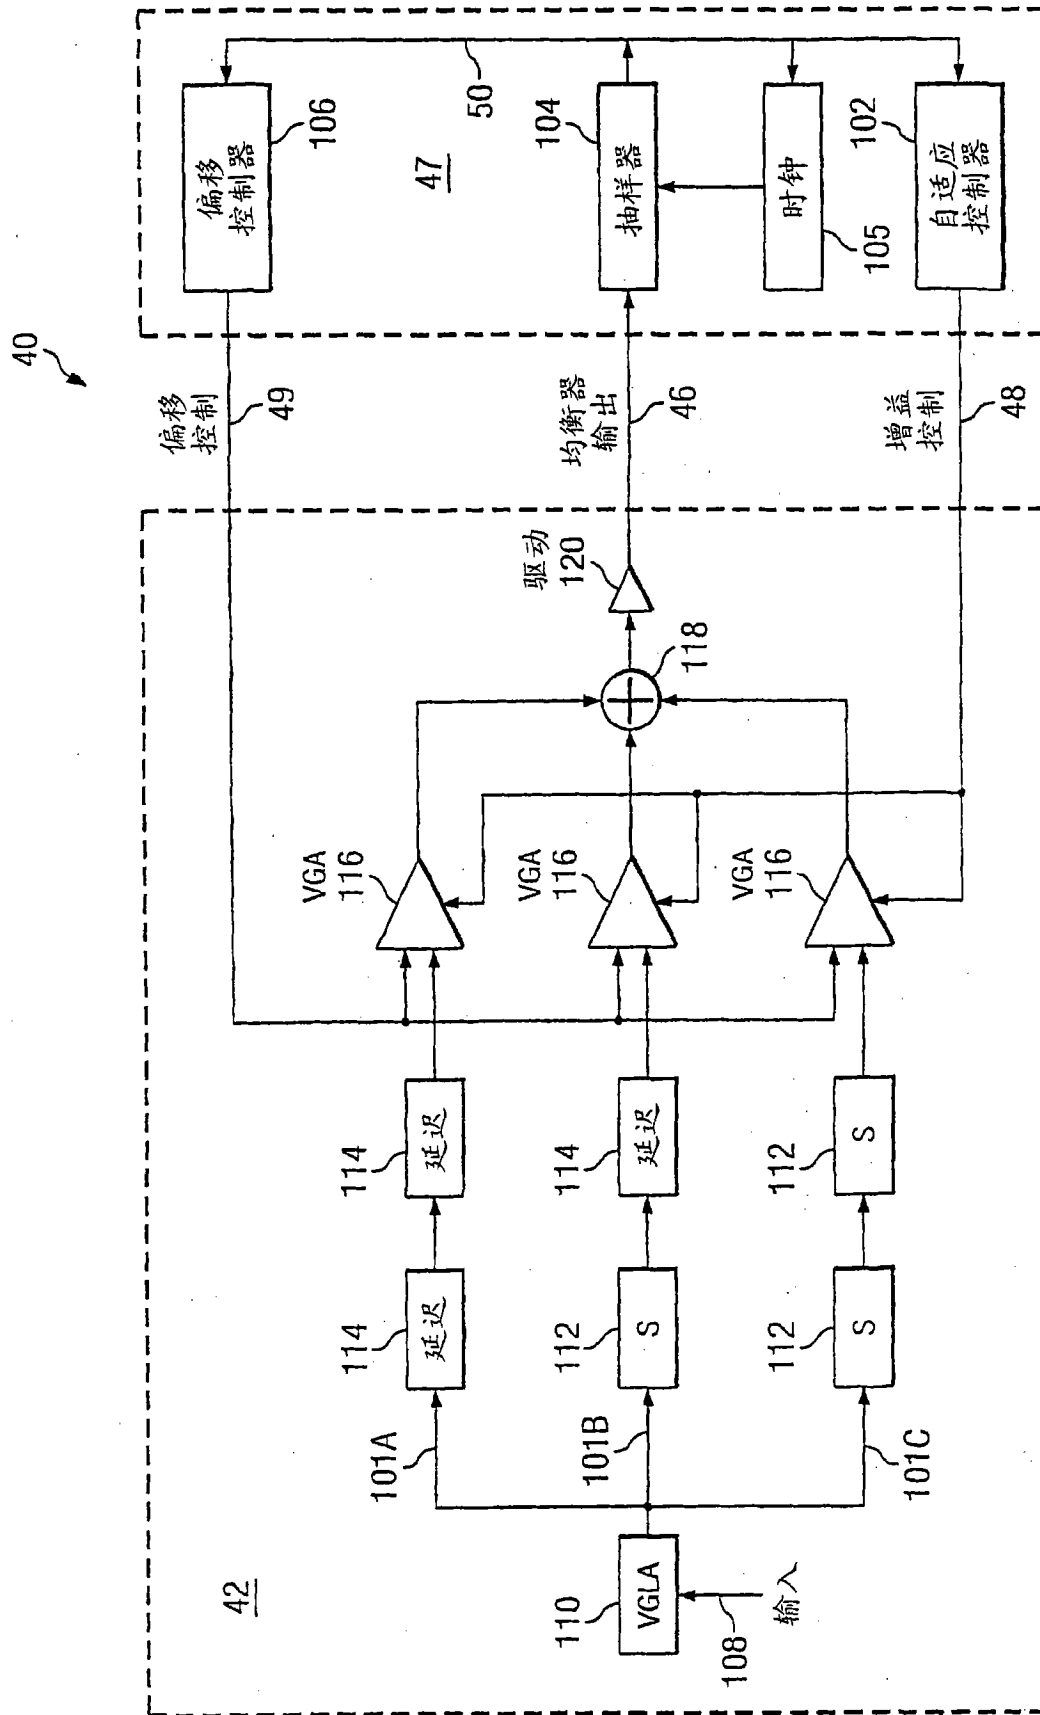 40
42
输入
108
VGLA
110
101A
101B
101C
延迟
114
延迟
114
S
112
延迟
114
S
112
S
112
VGA
116
VGA
116
VGA
116
118
驱动
120
偏移
控制
49
均衡器
输出
46
增益
控制
48
47
50
偏移
控制器
106
抽样器
104
时钟
105
自适应
控制器
102